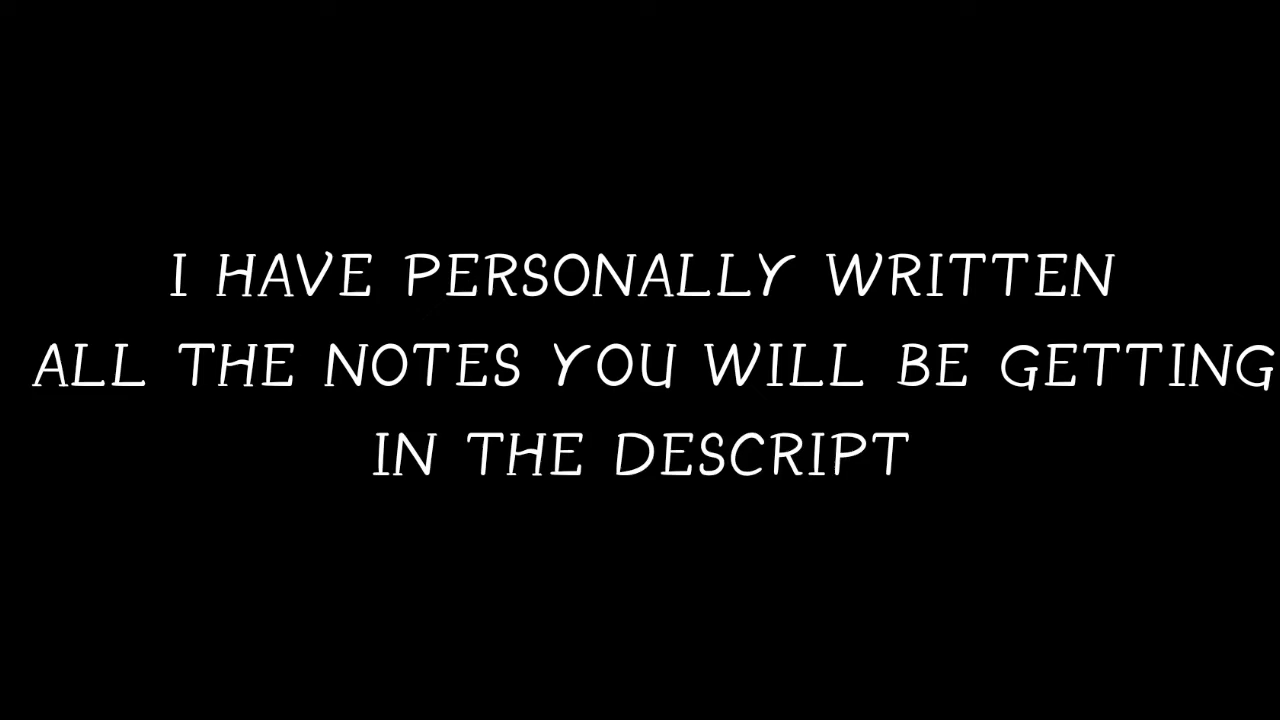 I HAVE PERSONALLY WRITTEN
ALL THE NOTES YOU WILL BE GETTING
IN THE DESCRIPT